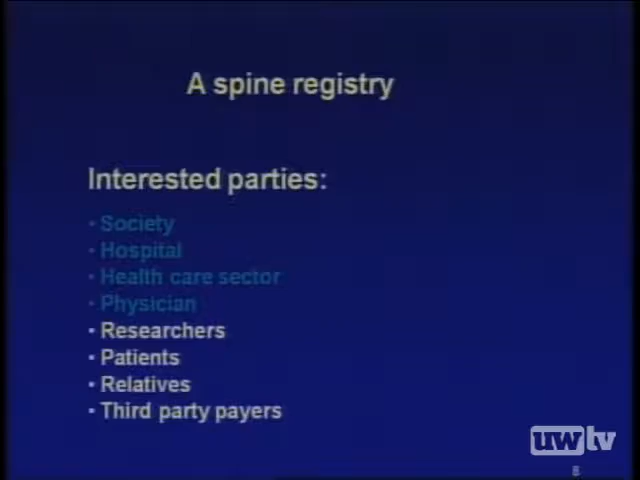 A spine registry
Interested parties:
• Society
• Hospital
• Health care sector
• Physician
• Researchers
• Patients
• Relatives
• Third party payers
uwtv
8